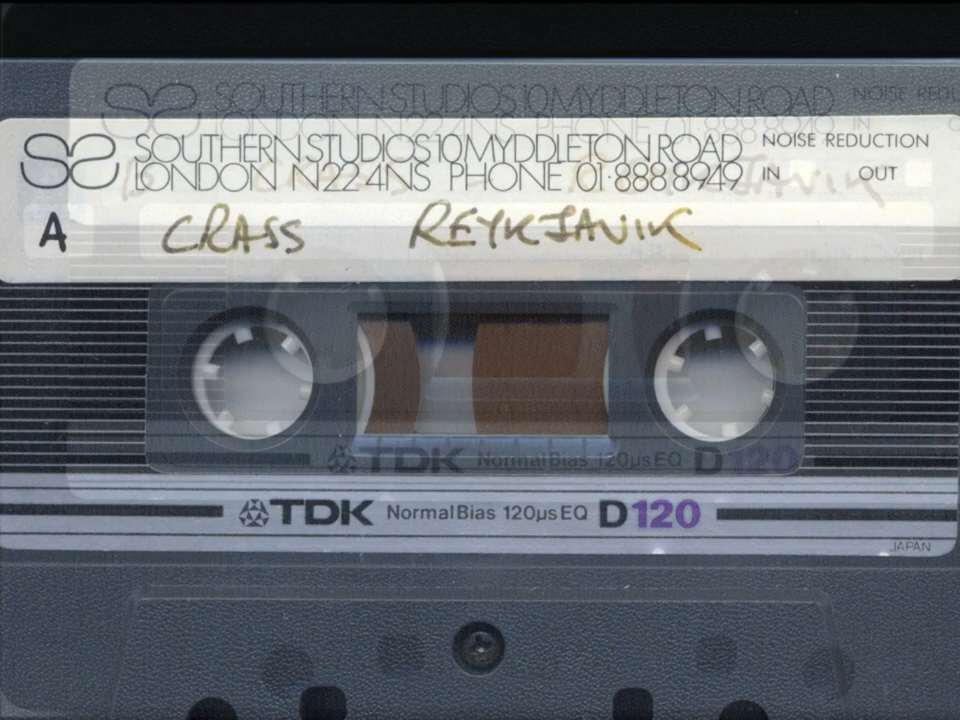 SOUTHERN STUDIOS 10 MYDDLETON ROAD
LONDON N22 4NS PHONE 01·888 8949
NOISE REDUCTION
IN OUT
A CRASS REYKJAVIK
TDK Normal Bias 120µs EQ D 120
TDK Normal Bias 120µs EQ D120
JAPAN